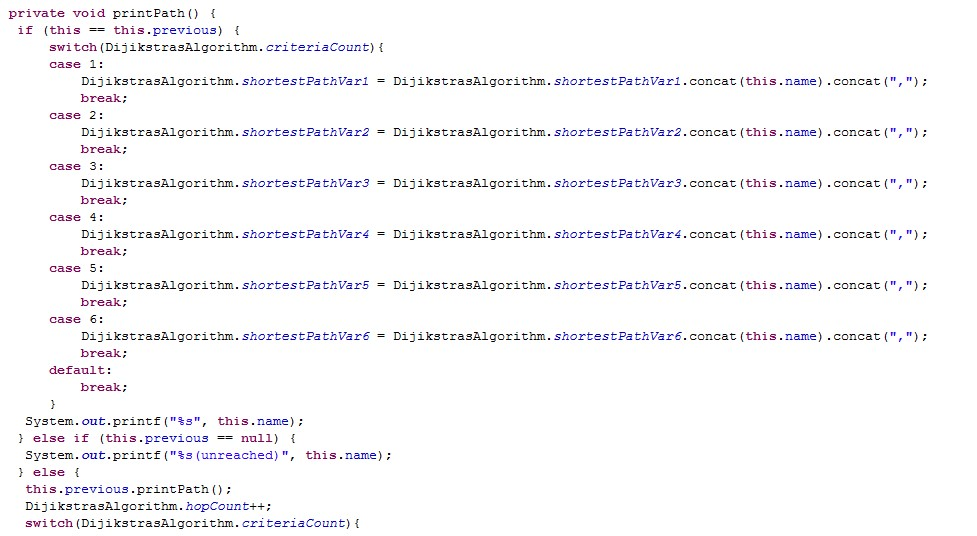 private void printPath() {
if (this == this.previous) {
switch(DijikstrasAlgorithm.criteriaCount){
case 1:
DijikstrasAlgorithm.shortestPathVar1 = DijikstrasAlgorithm.shortestPathVar1.concat(this.name).concat(",");
break;
case 2:
DijikstrasAlgorithm.shortestPathVar2 = DijikstrasAlgorithm.shortestPathVar2.concat(this.name).concat(",");
break;
case 3:
DijikstrasAlgorithm.shortestPathVar3 = DijikstrasAlgorithm.shortestPathVar3.concat(this.name).concat(",");
break;
case 4:
DijikstrasAlgorithm.shortestPathVar4 = DijikstrasAlgorithm.shortestPathVar4.concat(this.name).concat(",");
break;
case 5:
DijikstrasAlgorithm.shortestPathVar5 = DijikstrasAlgorithm.shortestPathVar5.concat(this.name).concat(",");
break;
case 6:
DijikstrasAlgorithm.shortestPathVar6 = DijikstrasAlgorithm.shortestPathVar6.concat(this.name).concat(",");
break;
default:
break;
}
System.out.printf("%s", this.name);
} else if (this.previous == null) {
System.out.printf("%s(unreached)", this.name);
} else {
this.previous.printPath();
DijikstrasAlgorithm.hopCount++;
switch(DijikstrasAlgorithm.criteriaCount){